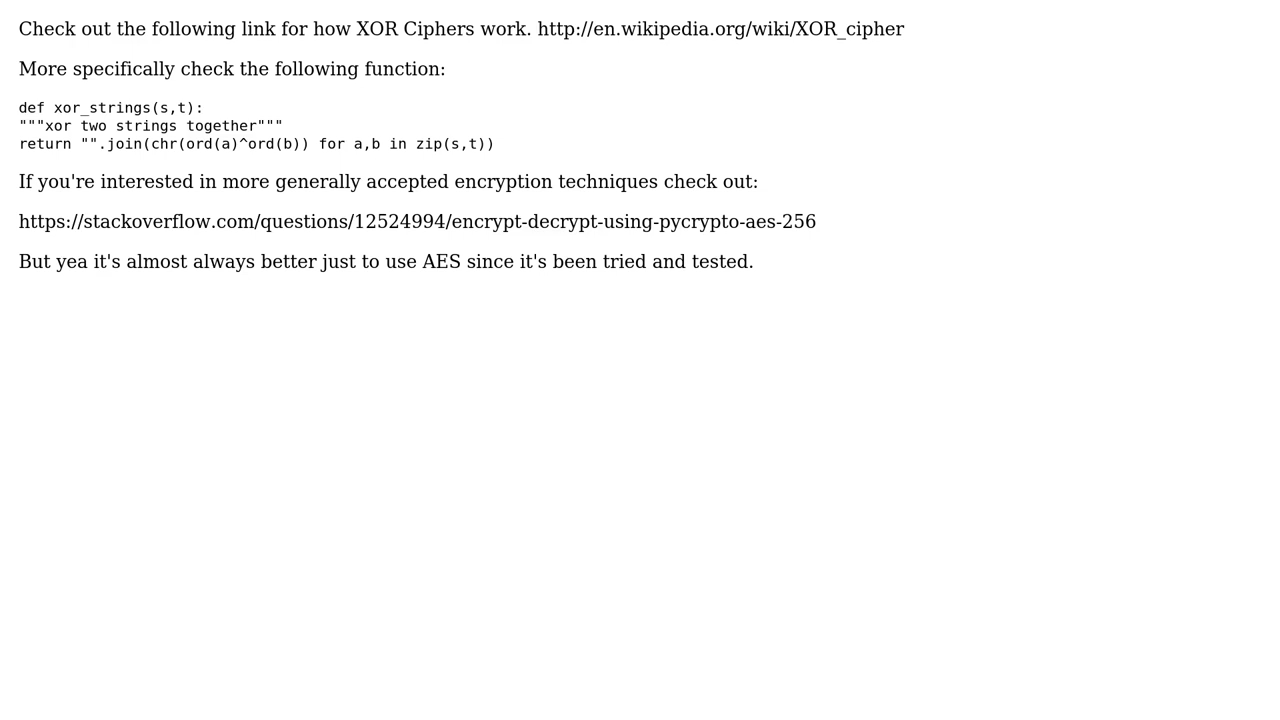 Check out the following link for how XOR Ciphers work. http://en.wikipedia.org/wiki/XOR_cipher
More specifically check the following function:
def xor_strings(s,t):
"""xor two strings together"""
return "".join(chr(ord(a)^ord(b)) for a,b in zip(s,t))
If you're interested in more generally accepted encryption techniques check out:
https://stackoverflow.com/questions/12524994/encrypt-decrypt-using-pycrypto-aes-256
But yea it's almost always better just to use AES since it's been tried and tested.